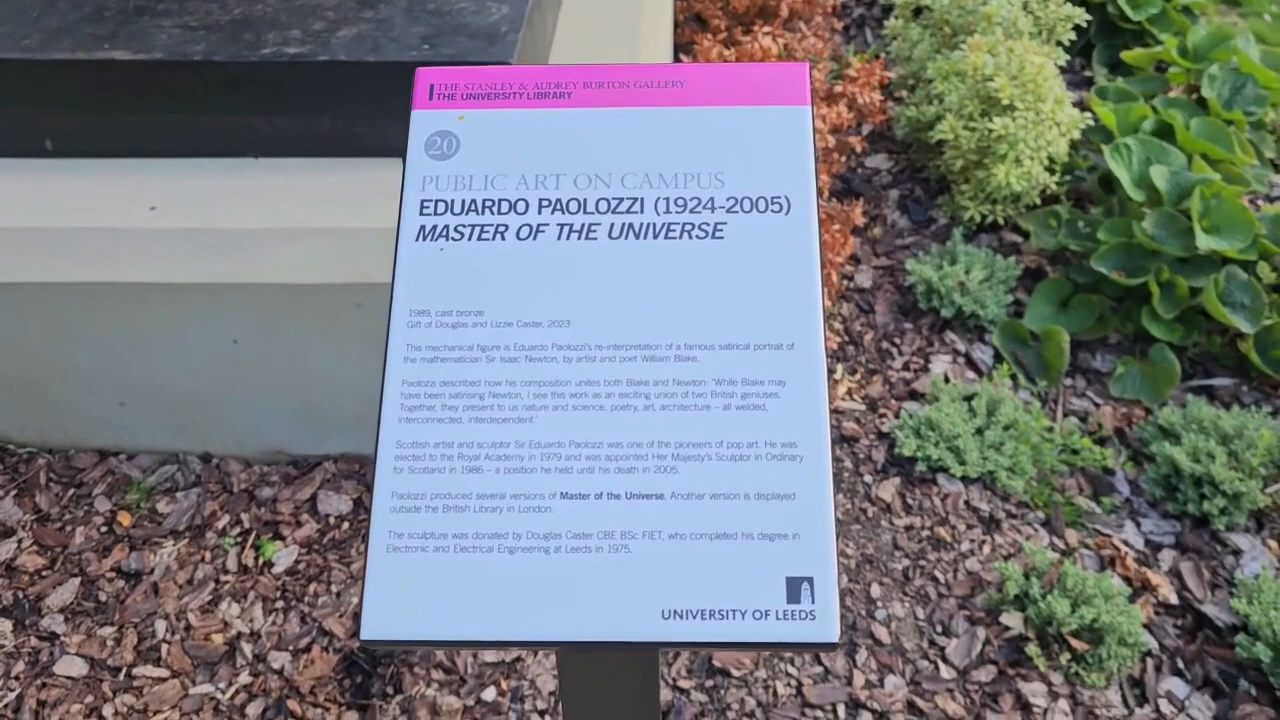 THE STANLEY & AUDREY BURTON GALLERY
THE UNIVERSITY LIBRARY
20
PUBLIC ART ON CAMPUS
EDUARDO PAOLOZZI (1924-2005)
MASTER OF THE UNIVERSE
1989, cast bronze
Gift of Douglas and Lizzie Caster, 2023
This mechanical figure is Eduardo Paolozzi's re-interpretation of a famous satirical portrait of
the mathematician Sir Isaac Newton, by artist and poet William Blake.
Paolozzi described how his composition unites both Blake and Newton: 'While Blake may
have been satirising Newton, I see this work as an exciting union of two British geniuses.
Together, they present to us nature and science, poetry, art, architecture – all welded,
interconnected, interdependent.'
Scottish artist and sculptor Sir Eduardo Paolozzi was one of the pioneers of pop art. He was
elected to the Royal Academy in 1979 and was appointed Her Majesty's Sculptor in Ordinary
for Scotland in 1986 – a position he held until his death in 2005.
Paolozzi produced several versions of Master of the Universe. Another version is displayed
outside the British Library in London.
The sculpture was donated by Douglas Caster CBE BSc FIET, who completed his degree in
Electronic and Electrical Engineering at Leeds in 1975.
UNIVERSITY OF LEEDS